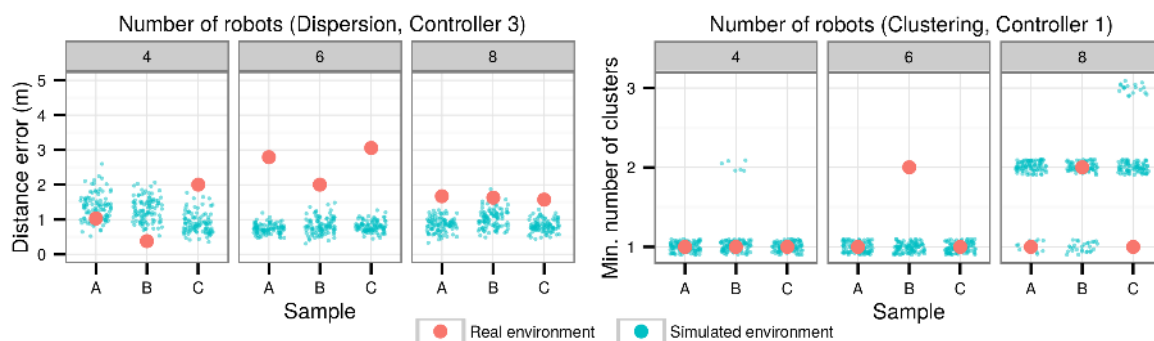 Number of robots (Dispersion, Controller 3)
4 6 8
Distance error (m)
5
4
3
2
1
0
A B C A B C A B C
Sample
Number of robots (Clustering, Controller 1)
4 6 8
Min. number of clusters
3
2
1
A B C A B C A B C
Sample
Real environment Simulated environment